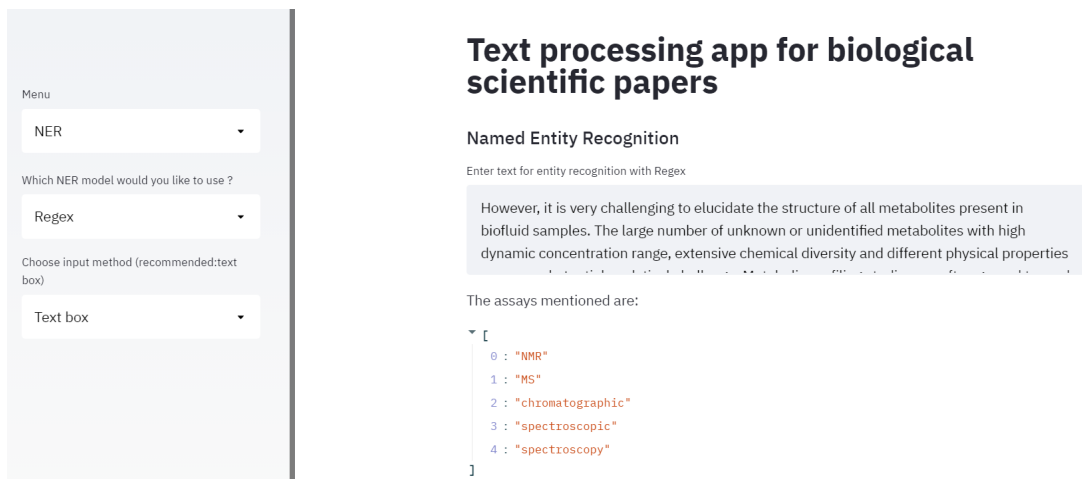 Menu
NER
Which NER model would you like to use ?
Regex
Choose input method (recommended:text
box)
Text box
Text processing app for biological
scientific papers
Named Entity Recognition
Enter text for entity recognition with Regex
However, it is very challenging to elucidate the structure of all metabolites present in
biofluid samples. The large number of unknown or unidentified metabolites with high
dynamic concentration range, extensive chemical diversity and different physical properties
The assays mentioned are:
[
0 : "NMR"
1 : "MS"
2 : "chromatographic"
3 : "spectroscopic"
4 : "spectroscopy"
]